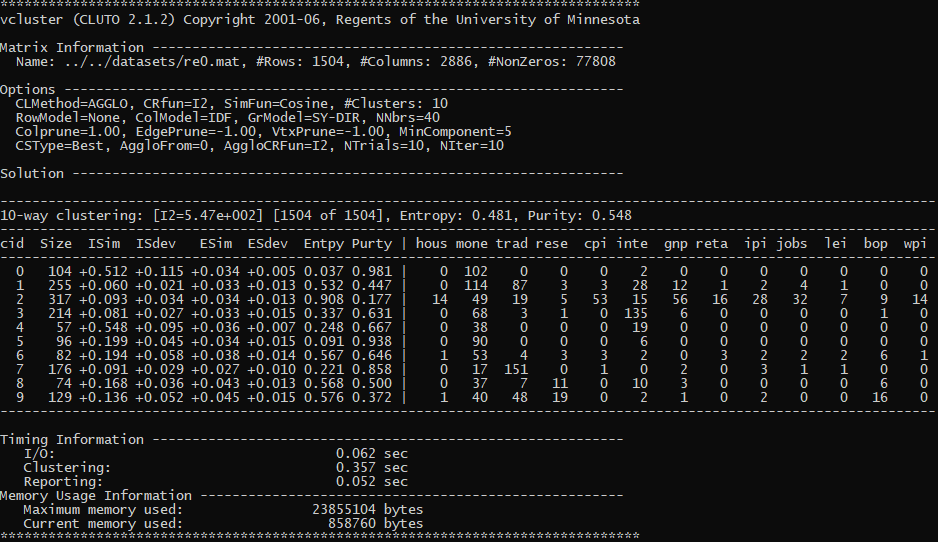 ********************************************************************************
vcluster (CLUTO 2.1.2) Copyright 2001-06, Regents of the University of Minnesota
Matrix Information -----------------------------------------------------------
  Name: ../../datasets/re0.mat, #Rows: 1504, #Columns: 2886, #NonZeros: 77808
Options ----------------------------------------------------------------------
  CLMethod=AGGLO, CRfun=I2, SimFun=Cosine, #Clusters: 10
  RowModel=None, ColModel=IDF, GrModel=SY-DIR, NNbrs=40
  Colprune=1.00, EdgePrune=-1.00, VtxPrune=-1.00, MinComponent=5
  CSType=Best, AggloFrom=0, AggloCRFun=I2, NTrials=10, NIter=10
Solution ---------------------------------------------------------------------
---------------------------------------------------------------------------------------------------------------------
10-way clustering: [I2=5.47e+002] [1504 of 1504], Entropy: 0.481, Purity: 0.548
---------------------------------------------------------------------------------------------------------------------
cid  Size  ISim  ISdev   ESim  ESdev  Entpy Purty | hous mone trad rese  cpi inte  gnp reta  ipi jobs  lei  bop  wpi
---------------------------------------------------------------------------------------------------------------------
  0   104 +0.512 +0.115 +0.034 +0.005 0.037 0.981 |    0  102    0    0    0    2    0    0    0    0    0    0    0
  1   255 +0.060 +0.021 +0.033 +0.013 0.532 0.447 |    0  114   87    3    3   28   12    1    2    4    1    0    0
  2   317 +0.093 +0.034 +0.034 +0.013 0.908 0.177 |   14   49   19    5   53   15   56   16   28   32    7    9   14
  3   214 +0.081 +0.027 +0.033 +0.015 0.337 0.631 |    0   68    3    1    0  135    6    0    0    0    0    1    0
  4    57 +0.548 +0.095 +0.036 +0.007 0.248 0.667 |    0   38    0    0    0   19    0    0    0    0    0    0    0
  5    96 +0.199 +0.045 +0.034 +0.015 0.091 0.938 |    0   90    0    0    0    6    0    0    0    0    0    0    0
  6    82 +0.194 +0.058 +0.038 +0.014 0.567 0.646 |    1   53    4    3    3    2    0    3    2    2    2    6    1
  7   176 +0.091 +0.029 +0.027 +0.010 0.221 0.858 |    0   17  151    0    1    0    2    0    3    1    1    0    0
  8    74 +0.168 +0.036 +0.043 +0.013 0.568 0.500 |    0   37    7   11    0   10    3    0    0    0    0    6    0
  9   129 +0.136 +0.052 +0.045 +0.015 0.576 0.372 |    1   40   48   19    0    2    1    0    2    0    0   16    0
---------------------------------------------------------------------------------------------------------------------
Timing Information -----------------------------------------------------------
   I/O:                                   0.062 sec
   Clustering:                            0.357 sec
   Reporting:                             0.052 sec
Memory Usage Information -----------------------------------------------------
   Maximum memory used:                23855104 bytes
   Current memory used:                  858760 bytes
********************************************************************************